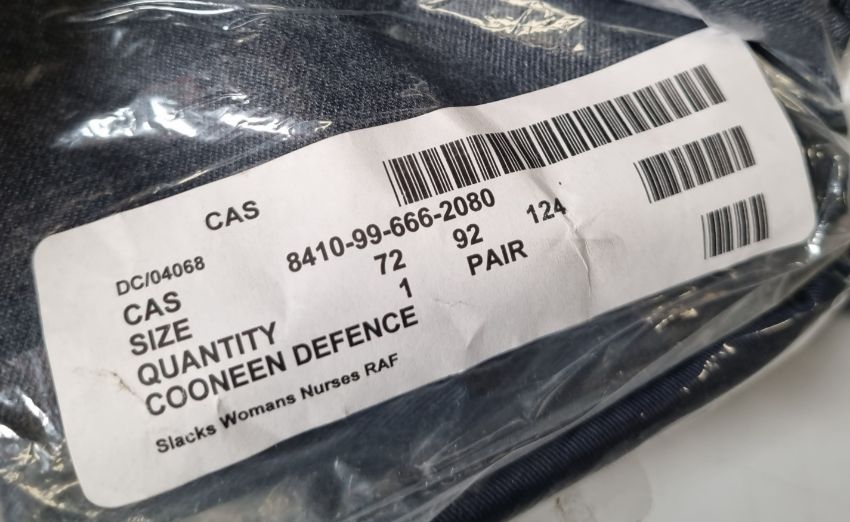 CAS
DC/04068
CAS 8410-99-666-2080
SIZE 72 92 124
QUANTITY 1 PAIR
COONEEN DEFENCE
Slacks Womans Nurses RAF